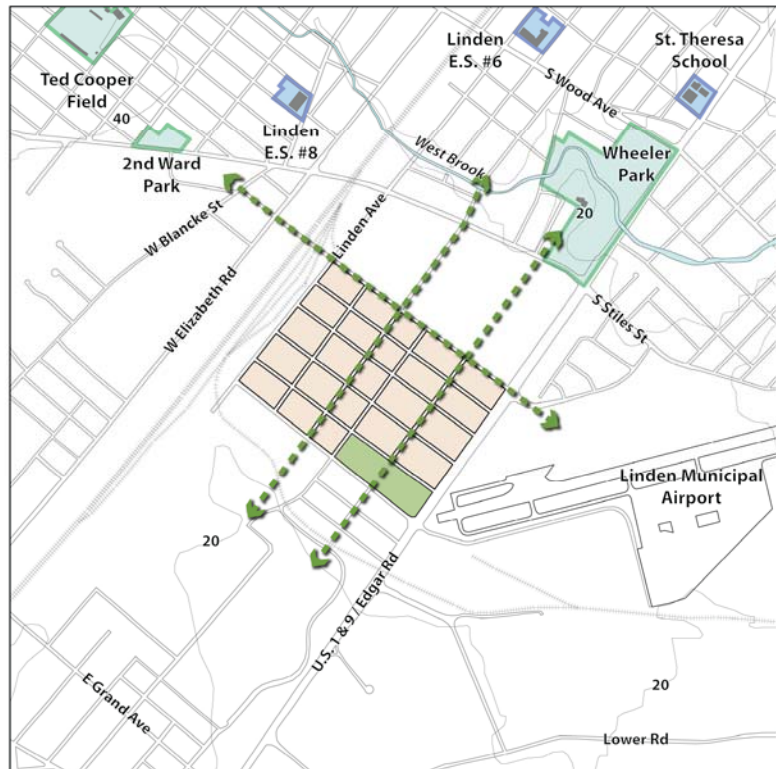 Ted Cooper
Field
40
2nd Ward
Park
Linden
E.S. #8
Linden
E.S. #6
St. Theresa
School
S Wood Ave
West Brook
Wheeler
Park
20
W Blancke St
Linden Ave
W Elizabeth Rd
S Stiles St
Linden Municipal
Airport
20
U.S. 1 & 9 / Edgar Rd
E Grand Ave
20
Lower Rd